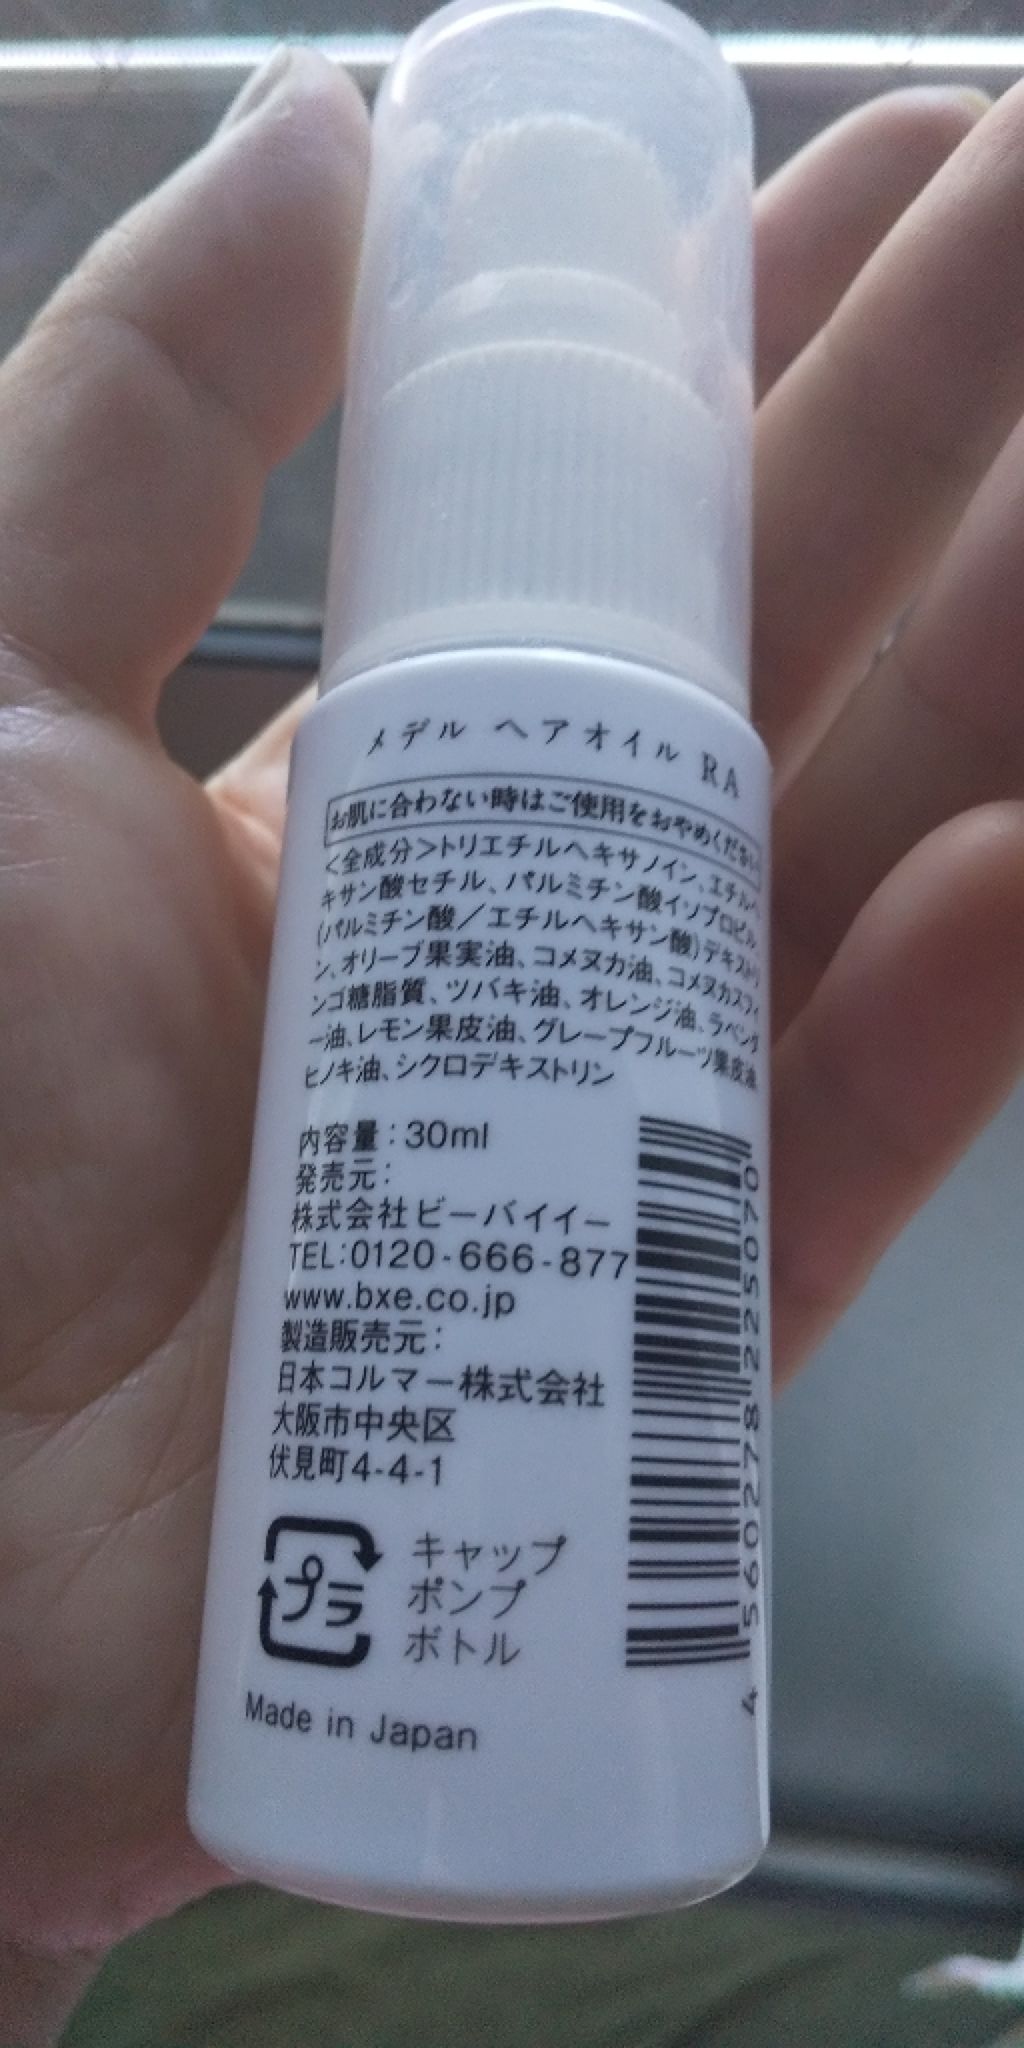 メデル ヘアオイル RA
お肌に合わない時はご使用をおやめください
<全成分>トリエチルヘキサノイン、エチルヘ
キサン酸セチル、パルミチン酸イソプロピル、
(パルミチン酸/エチルヘキサン酸)デキストリ
ン、オリーブ果実油、コメヌカ油、コメヌカスフィ
ンゴ糖脂質、ツバキ油、オレンジ油、ラベンダ
ー油、レモン果皮油、グレープフルーツ果皮油、
ヒノキ油、シクロデキストリン
内容量:30ml
発売元:
株式会社ビーバイイー
TEL:0120-666-877
www.bxe.co.jp
製造販売元:
日本コルマー株式会社
大阪市中央区
伏見町4-4-1
4 560278 225070
プラ
キャップ
ポンプ
ボトル
Made in Japan